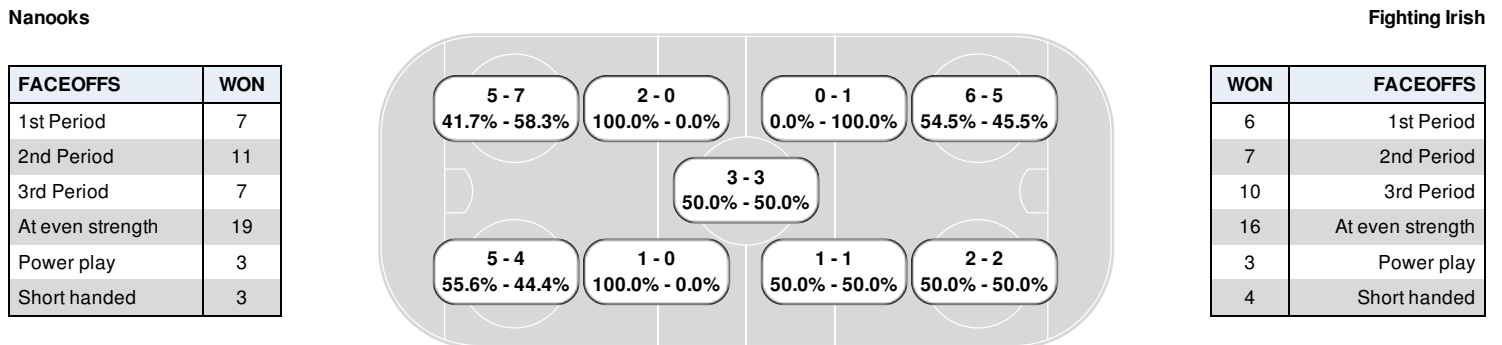 Nanooks
Fighting Irish
FACEOFFS WON
1st Period 7
2nd Period 11
3rd Period 7
At even strength 19
Power play 3
Short handed 3
5 - 7
41.7% - 58.3%
2 - 0
100.0% - 0.0%
0 - 1
0.0% - 100.0%
6 - 5
54.5% - 45.5%
3 - 3
50.0% - 50.0%
5 - 4
55.6% - 44.4%
1 - 0
100.0% - 0.0%
1 - 1
50.0% - 50.0%
2 - 2
50.0% - 50.0%
WON FACEOFFS
6 1st Period
7 2nd Period
10 3rd Period
16 At even strength
3 Power play
4 Short handed